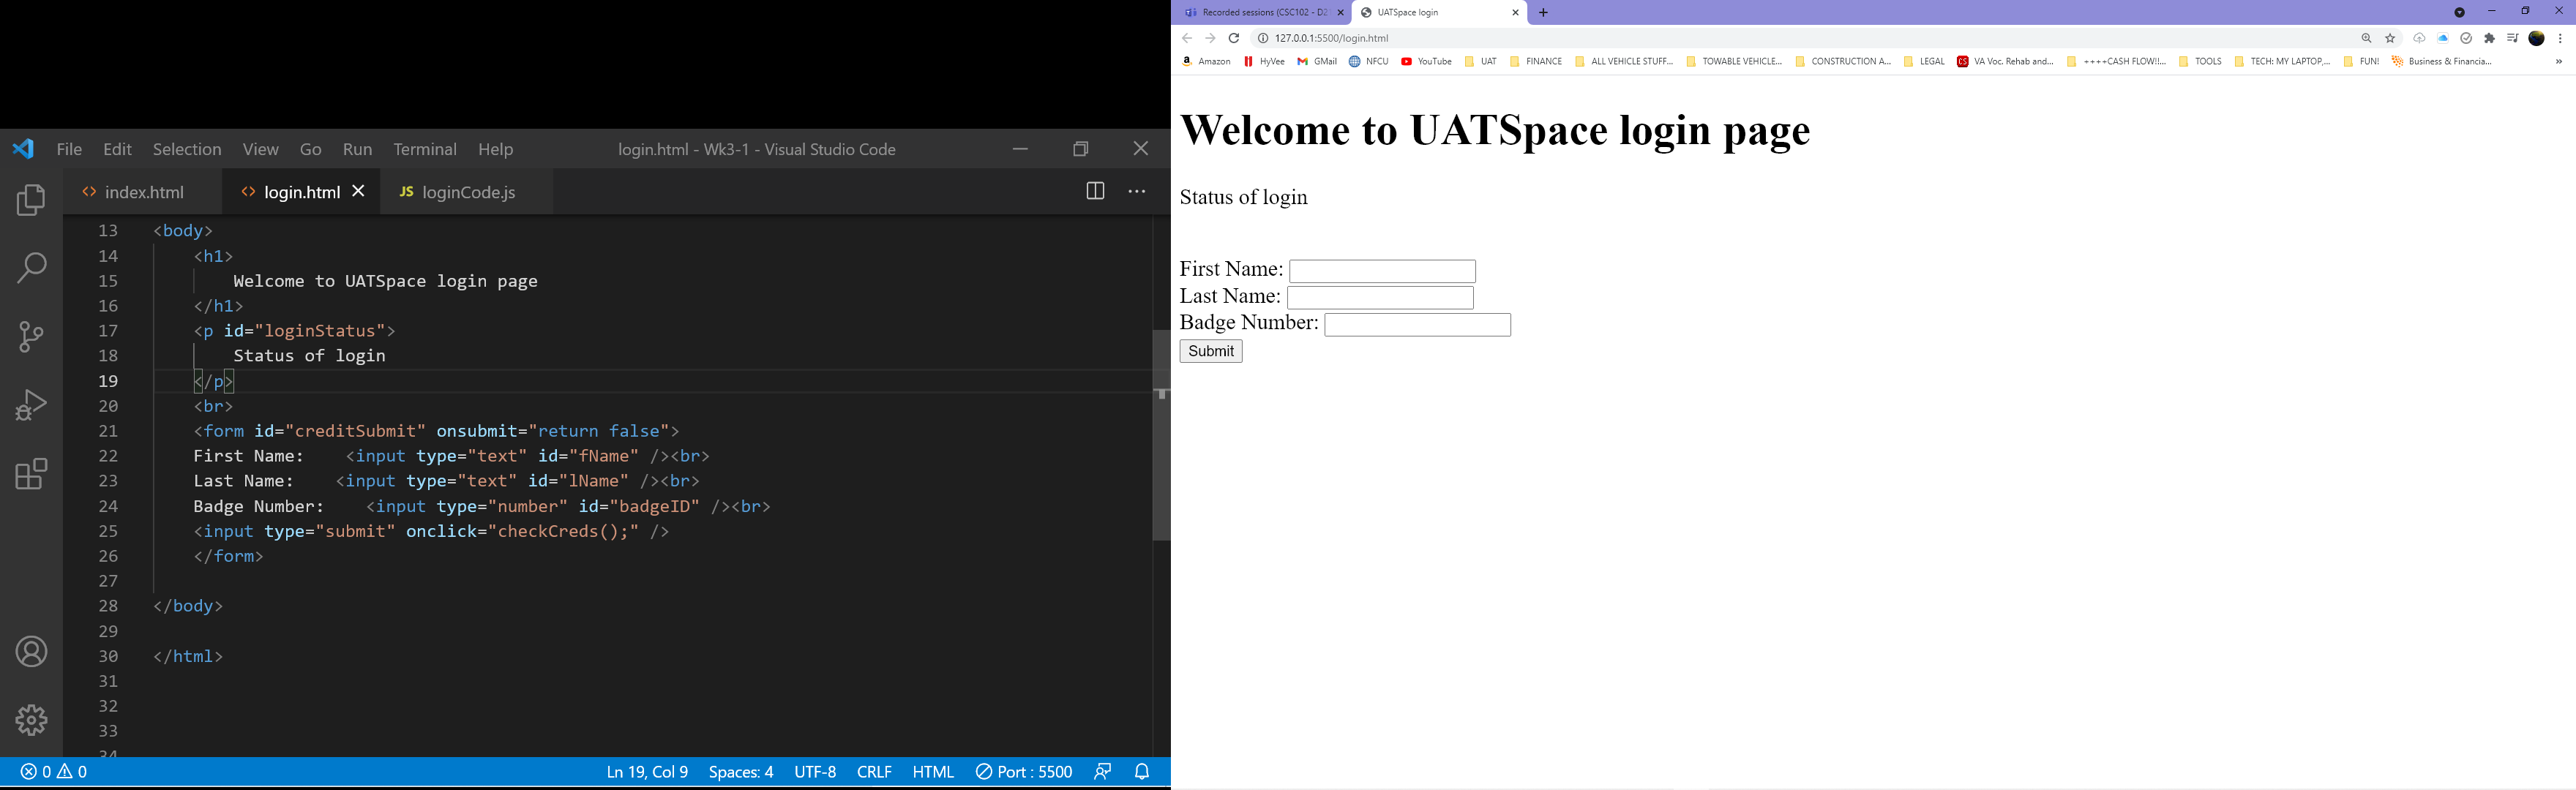 File Edit Selection View Go Run Terminal Help login.html - Wk3-1 - Visual Studio Code
index.html login.html JS loginCode.js
13 <body>
14 <h1>
15 Welcome to UATSpace login page
16 </h1>
17 <p id="loginStatus">
18 Status of login
19 </p>
20 <br>
21 <form id="creditSubmit" onsubmit="return false">
22 First Name: <input type="text" id="fName" /><br>
23 Last Name: <input type="text" id="lName" /><br>
24 Badge Number: <input type="number" id="badgeID" /><br>
25 <input type="submit" onclick="checkCreds();" />
26 </form>
27
28 </body>
29
30 </html>
31
32
33
34
0 0 Ln 19, Col 9 Spaces: 4 UTF-8 CRLF HTML Port : 5500
Recorded sessions (CSC102 - D2 UATSpace login
127.0.0.1:5500/login.html
Amazon HyVee GMail NFCU YouTube UAT FINANCE ALL VEHICLE STUFF... TOWABLE VEHICLE... CONSTRUCTION A... LEGAL CS VA Voc. Rehab and... ++++CASH FLOW!!... TOOLS TECH: MY LAPTOP,... FUN! Business & Financia... »
Welcome to UATSpace login page
Status of login
First Name:
Last Name:
Badge Number:
Submit